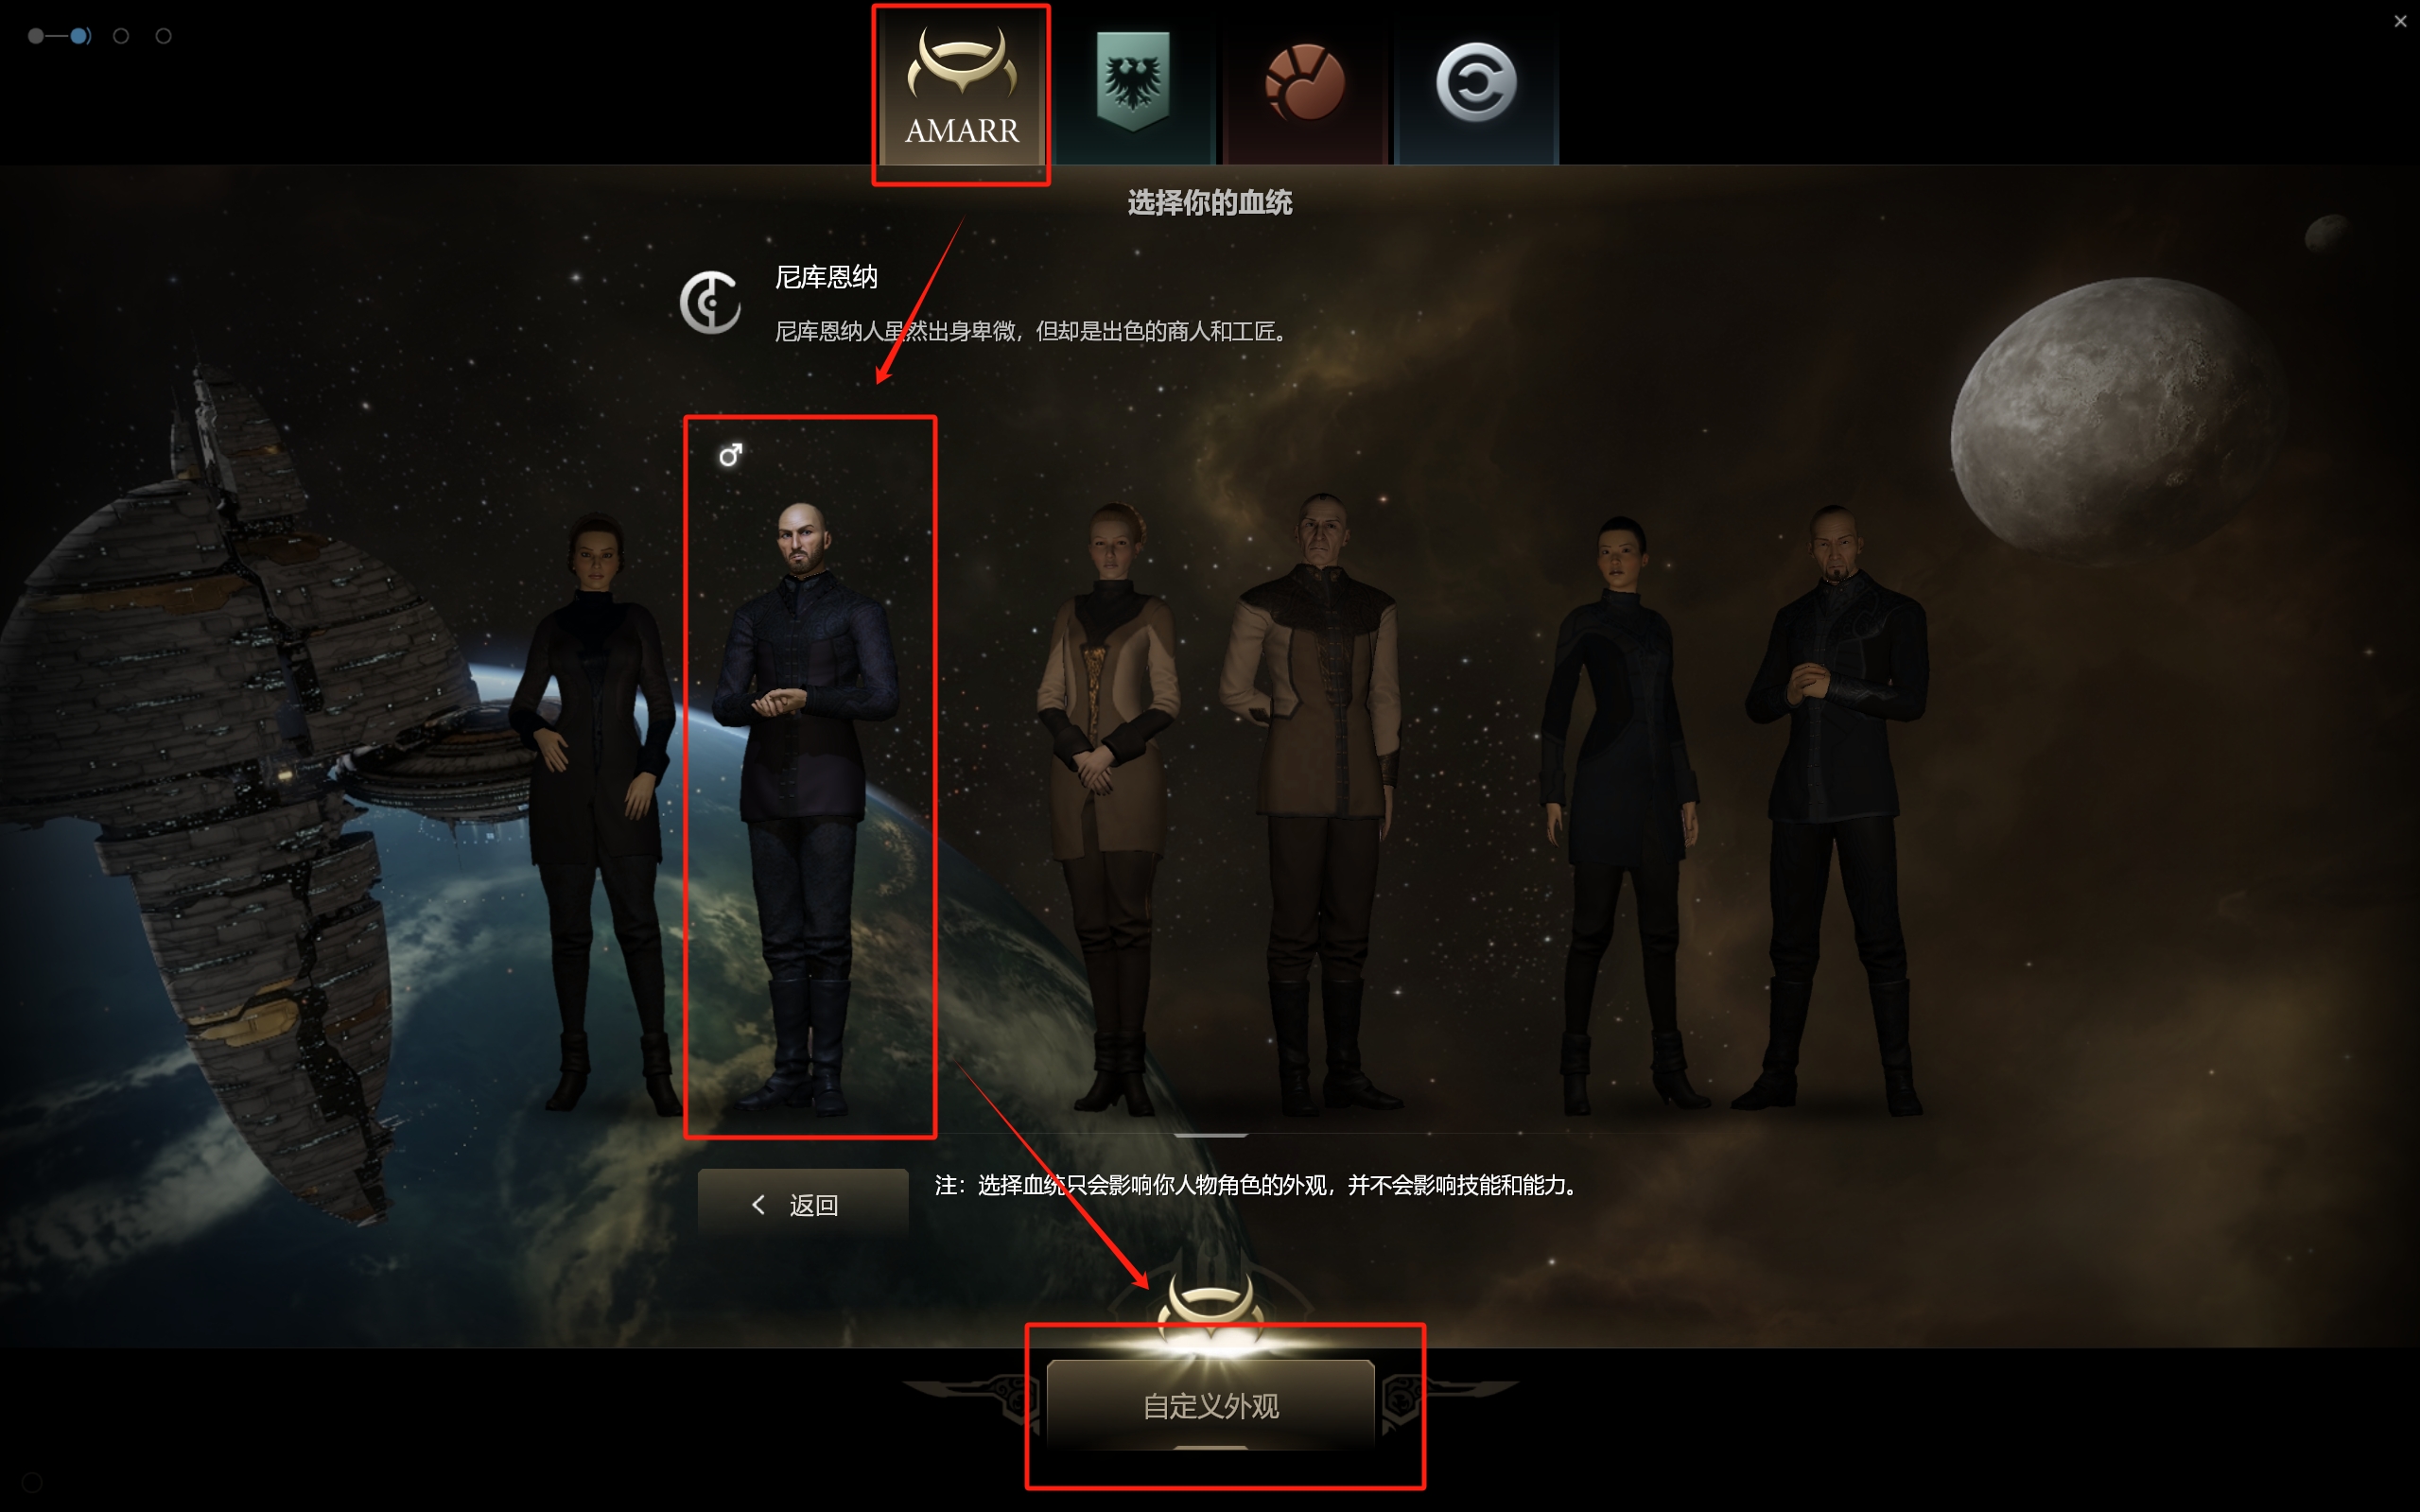 AMARR
选择你的血统
尼库恩纳
尼库恩纳人虽然出身卑微，但却是出色的商人和工匠。
注：选择血统只会影响你人物角色的外观，并不会影响技能和能力。
返回
自定义外观